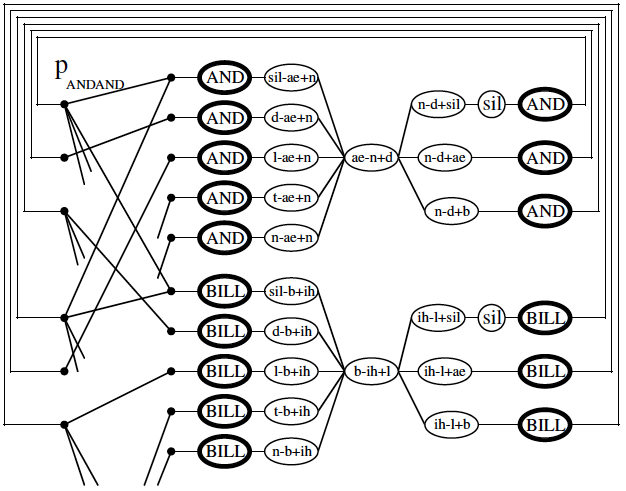 p ANDAND
AND sil-ae+n
n-d+sil sil AND
AND d-ae+n
AND l-ae+n ae-n+d n-d+ae AND
AND t-ae+n
n-d+b AND
AND n-ae+n
BILL sil-b+ih
ih-l+sil sil BILL
BILL d-b+ih
BILL l-b+ih b-ih+l ih-l+ae BILL
BILL t-b+ih
ih-l+b BILL
BILL n-b+ih